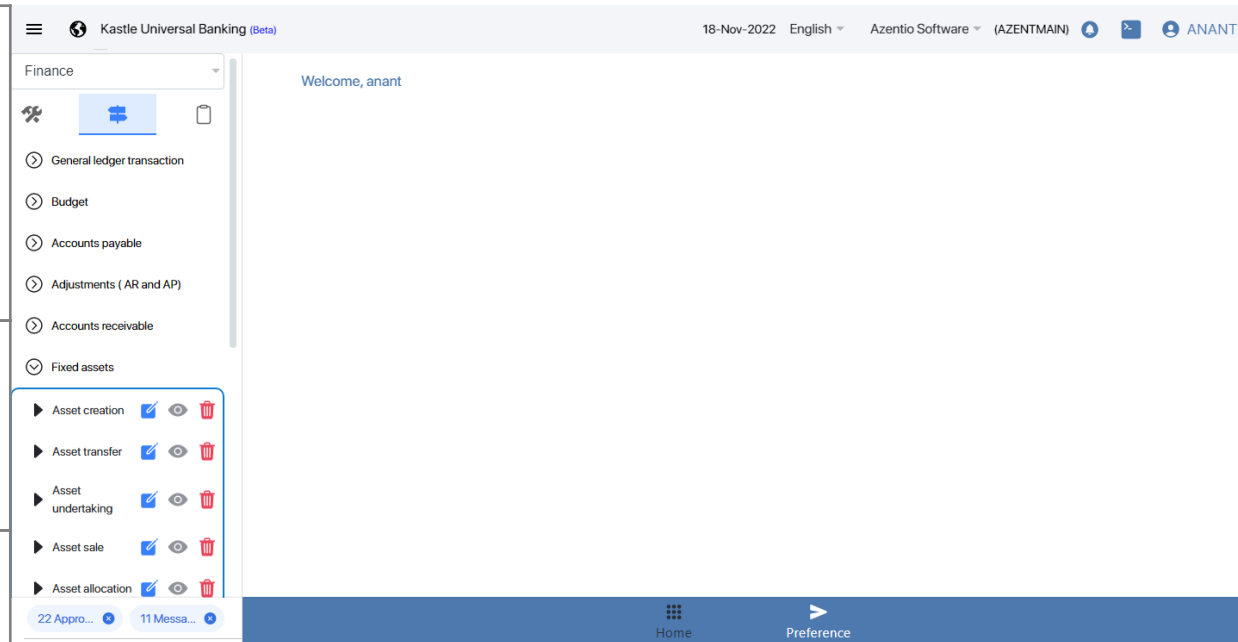 Kastle Universal Banking (Beta)
18-Nov-2022 English Azentio Software (AZENTMAIN) ANANT
Finance
Welcome, anant
General ledger transaction
Budget
Accounts payable
Adjustments ( AR and AP)
Accounts receivable
Fixed assets
Asset creation
Asset transfer
Asset
undertaking
Asset sale
Asset allocation
22 Appro... 11 Messa...
Home Preference